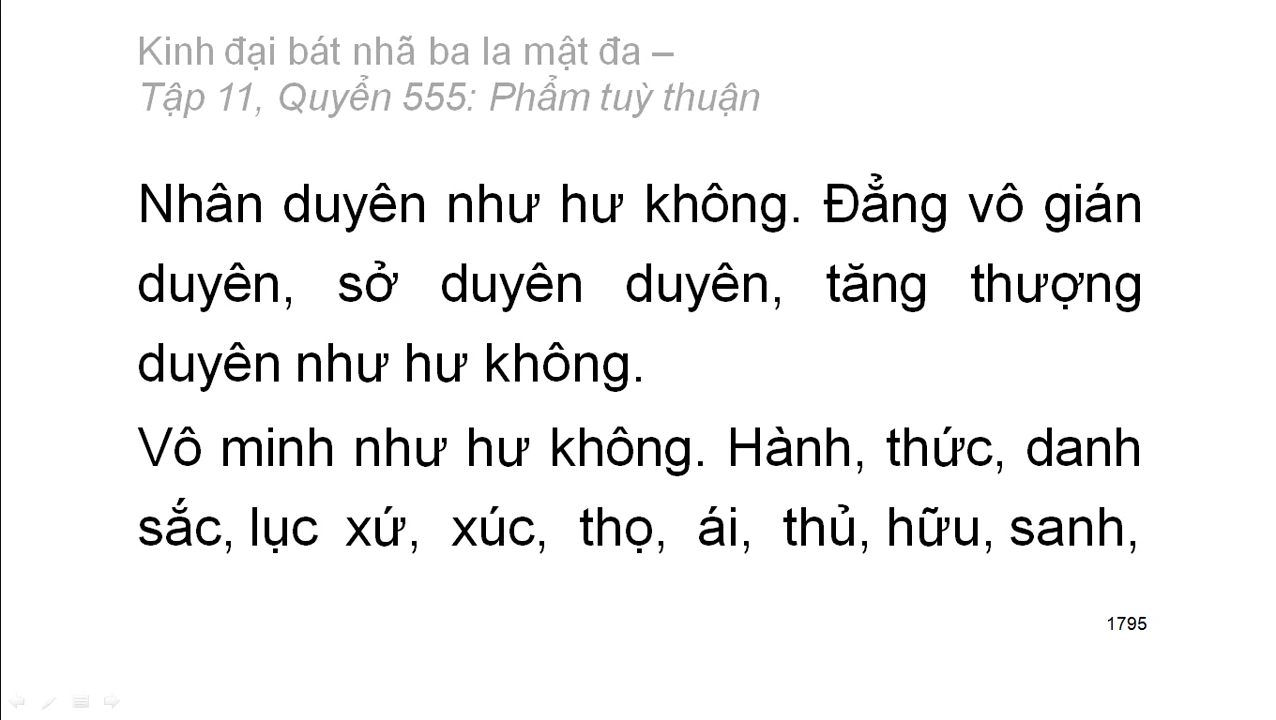 Kinh đại bát nhã ba la mật đa –
Tập 11, Quyển 555: Phẩm tuỳ thuận
Nhân duyên như hư không. Đẳng vô gián
duyên, sở duyên duyên, tăng thượng
duyên như hư không.
Vô minh như hư không. Hành, thức, danh
sắc, lục xứ, xúc, thọ, ái, thủ, hữu, sanh,
1795